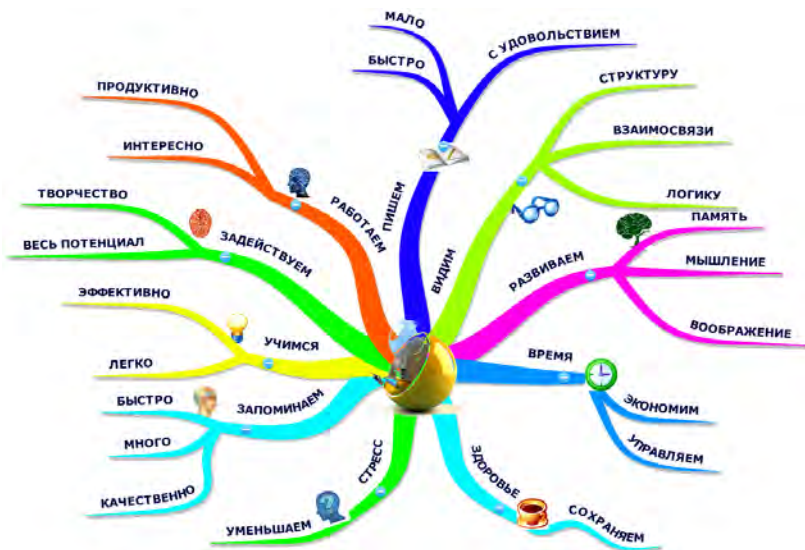 ПИШЕМ
МАЛО
БЫСТРО
С УДОВОЛЬСТВИЕМ
ВИДИМ
СТРУКТУРУ
ВЗАИМОСВЯЗИ
ЛОГИКУ
РАЗВИВАЕМ
ПАМЯТЬ
МЫШЛЕНИЕ
ВООБРАЖЕНИЕ
ВРЕМЯ
ЭКОНОМИМ
УПРАВЛЯЕМ
ЗДОРОВЬЕ
СОХРАНЯЕМ
СТРЕСС
УМЕНЬШАЕМ
ЗАПОМИНАЕМ
БЫСТРО
МНОГО
КАЧЕСТВЕННО
УЧИМСЯ
ЭФФЕКТИВНО
ЛЕГКО
ЗАДЕЙСТВУЕМ
ТВОРЧЕСТВО
ВЕСЬ ПОТЕНЦИАЛ
РАБОТАЕМ
ПРОДУКТИВНО
ИНТЕРЕСНО